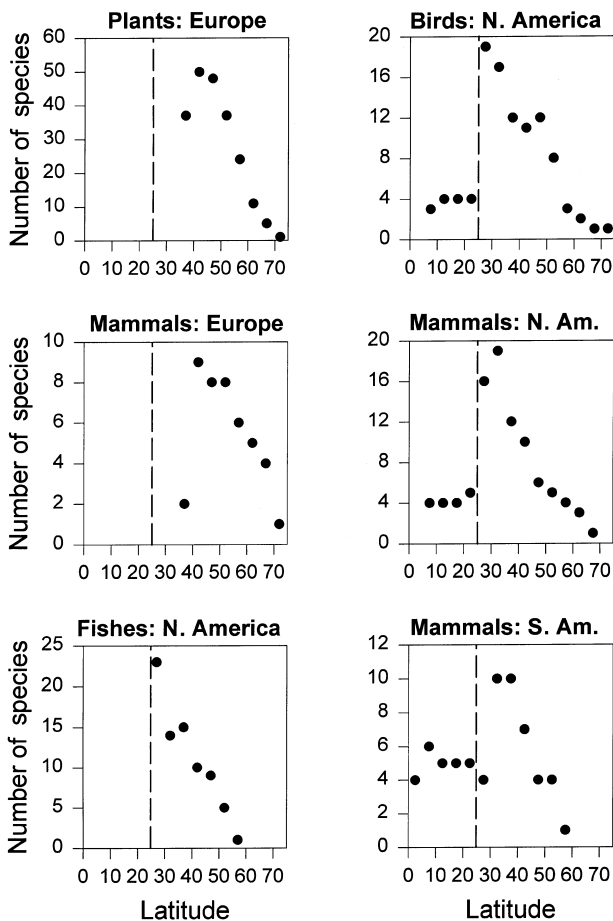 Plants: Europe
Number of species
60
50
40
30
20
10
0
0 10 20 30 40 50 60 70
Birds: N. America
20
16
12
8
4
0
0 10 20 30 40 50 60 70
Mammals: Europe
Number of species
10
8
6
4
2
0
0 10 20 30 40 50 60 70
Mammals: N. Am.
20
16
12
8
4
0
0 10 20 30 40 50 60 70
Fishes: N. America
Number of species
25
20
15
10
5
0
0 10 20 30 40 50 60 70
Latitude
Mammals: S. Am.
12
10
8
6
4
2
0
0 10 20 30 40 50 60 70
Latitude